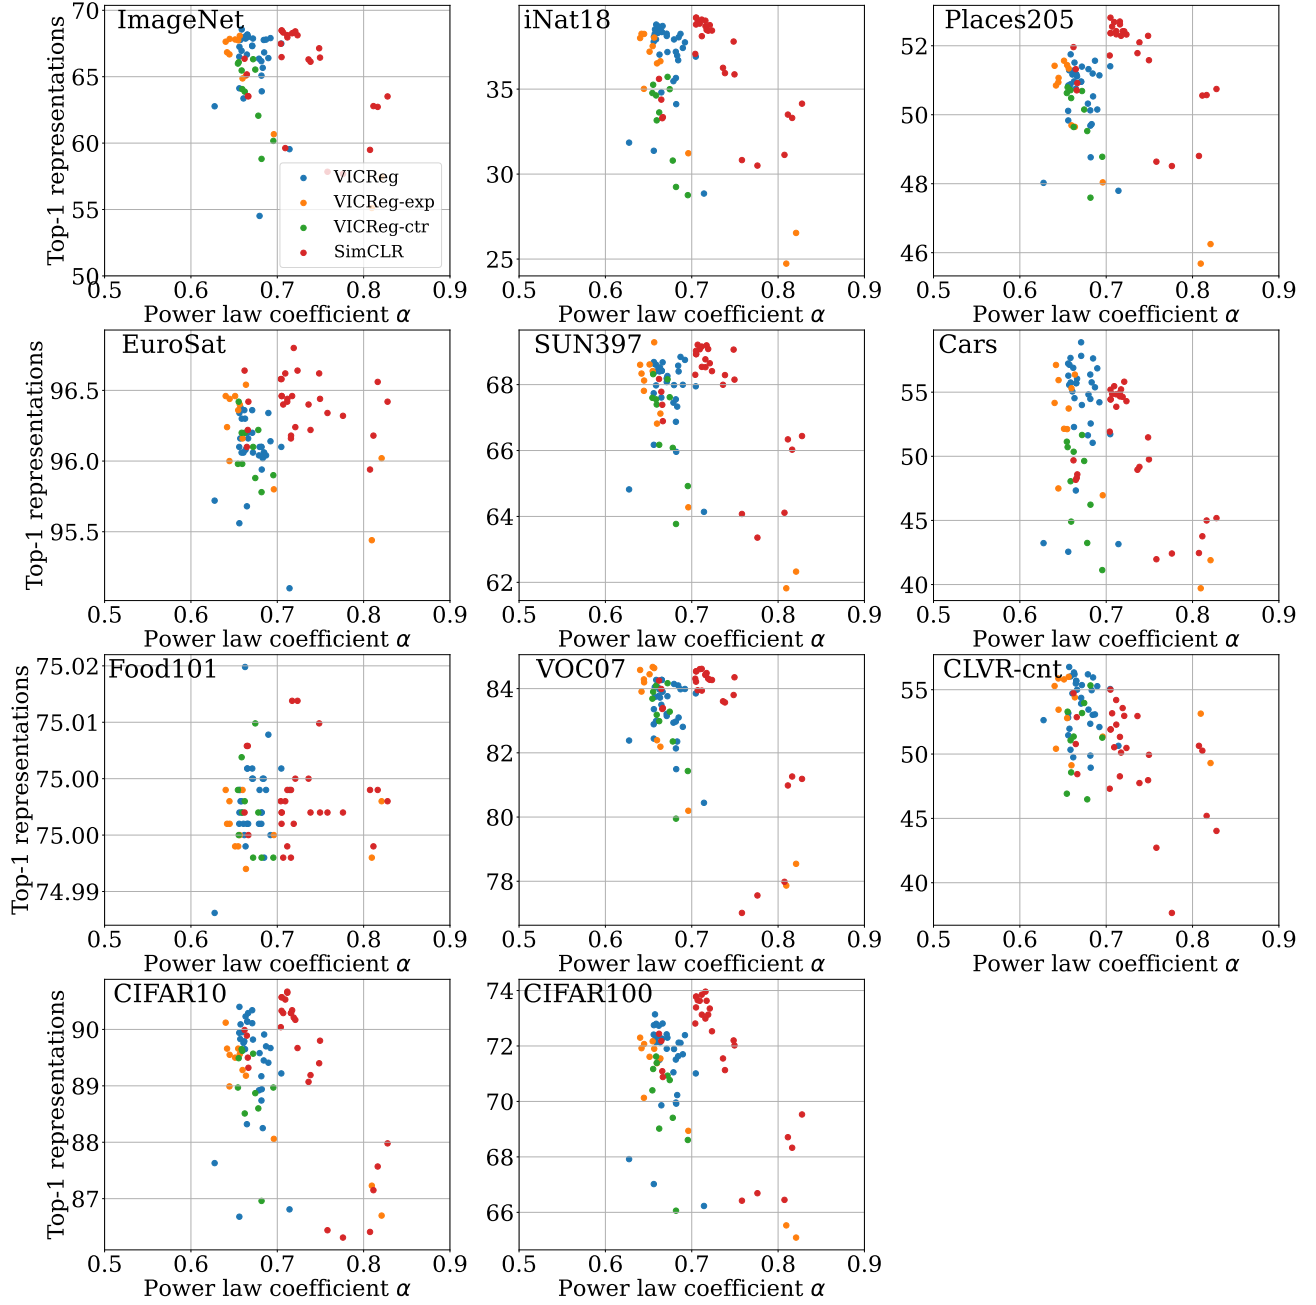 ImageNet
iNat18
Places205
70
65
60
55
50
35
30
25
52
50
48
46
Top-1 representations
VICReg
VICReg-exp
VICReg-ctr
SimCLR
0.5 0.6 0.7 0.8 0.9
0.5 0.6 0.7 0.8 0.9
0.5 0.6 0.7 0.8 0.9
Power law coefficient α
Power law coefficient α
Power law coefficient α
EuroSat
SUN397
Cars
96.5
96.0
95.5
68
66
64
62
55
50
45
40
Top-1 representations
0.5 0.6 0.7 0.8 0.9
0.5 0.6 0.7 0.8 0.9
0.5 0.6 0.7 0.8 0.9
Power law coefficient α
Power law coefficient α
Power law coefficient α
Food101
VOC07
CLVR-cnt
75.02
75.01
75.00
75.00
74.99
84
82
80
78
55
50
45
40
Top-1 representations
0.5 0.6 0.7 0.8 0.9
0.5 0.6 0.7 0.8 0.9
0.5 0.6 0.7 0.8 0.9
Power law coefficient α
Power law coefficient α
Power law coefficient α
CIFAR10
CIFAR100
90
89
88
87
74
72
70
68
66
Top-1 representations
0.5 0.6 0.7 0.8 0.9
0.5 0.6 0.7 0.8 0.9
Power law coefficient α
Power law coefficient α